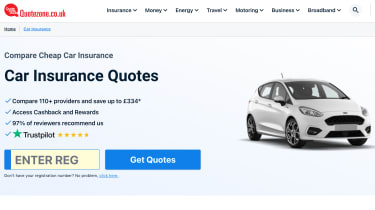 Quotezone.co.uk
Insurance Money Energy Travel Motoring Business Broadband
Home Car Insurance
Compare Cheap Car Insurance
Car Insurance Quotes
Compare 110+ providers and save up to £334*
Access Cashback and Rewards
97% of reviewers recommend us
Trustpilot
ENTER REG Get Quotes
Don't have your registration number? No problem, click here.